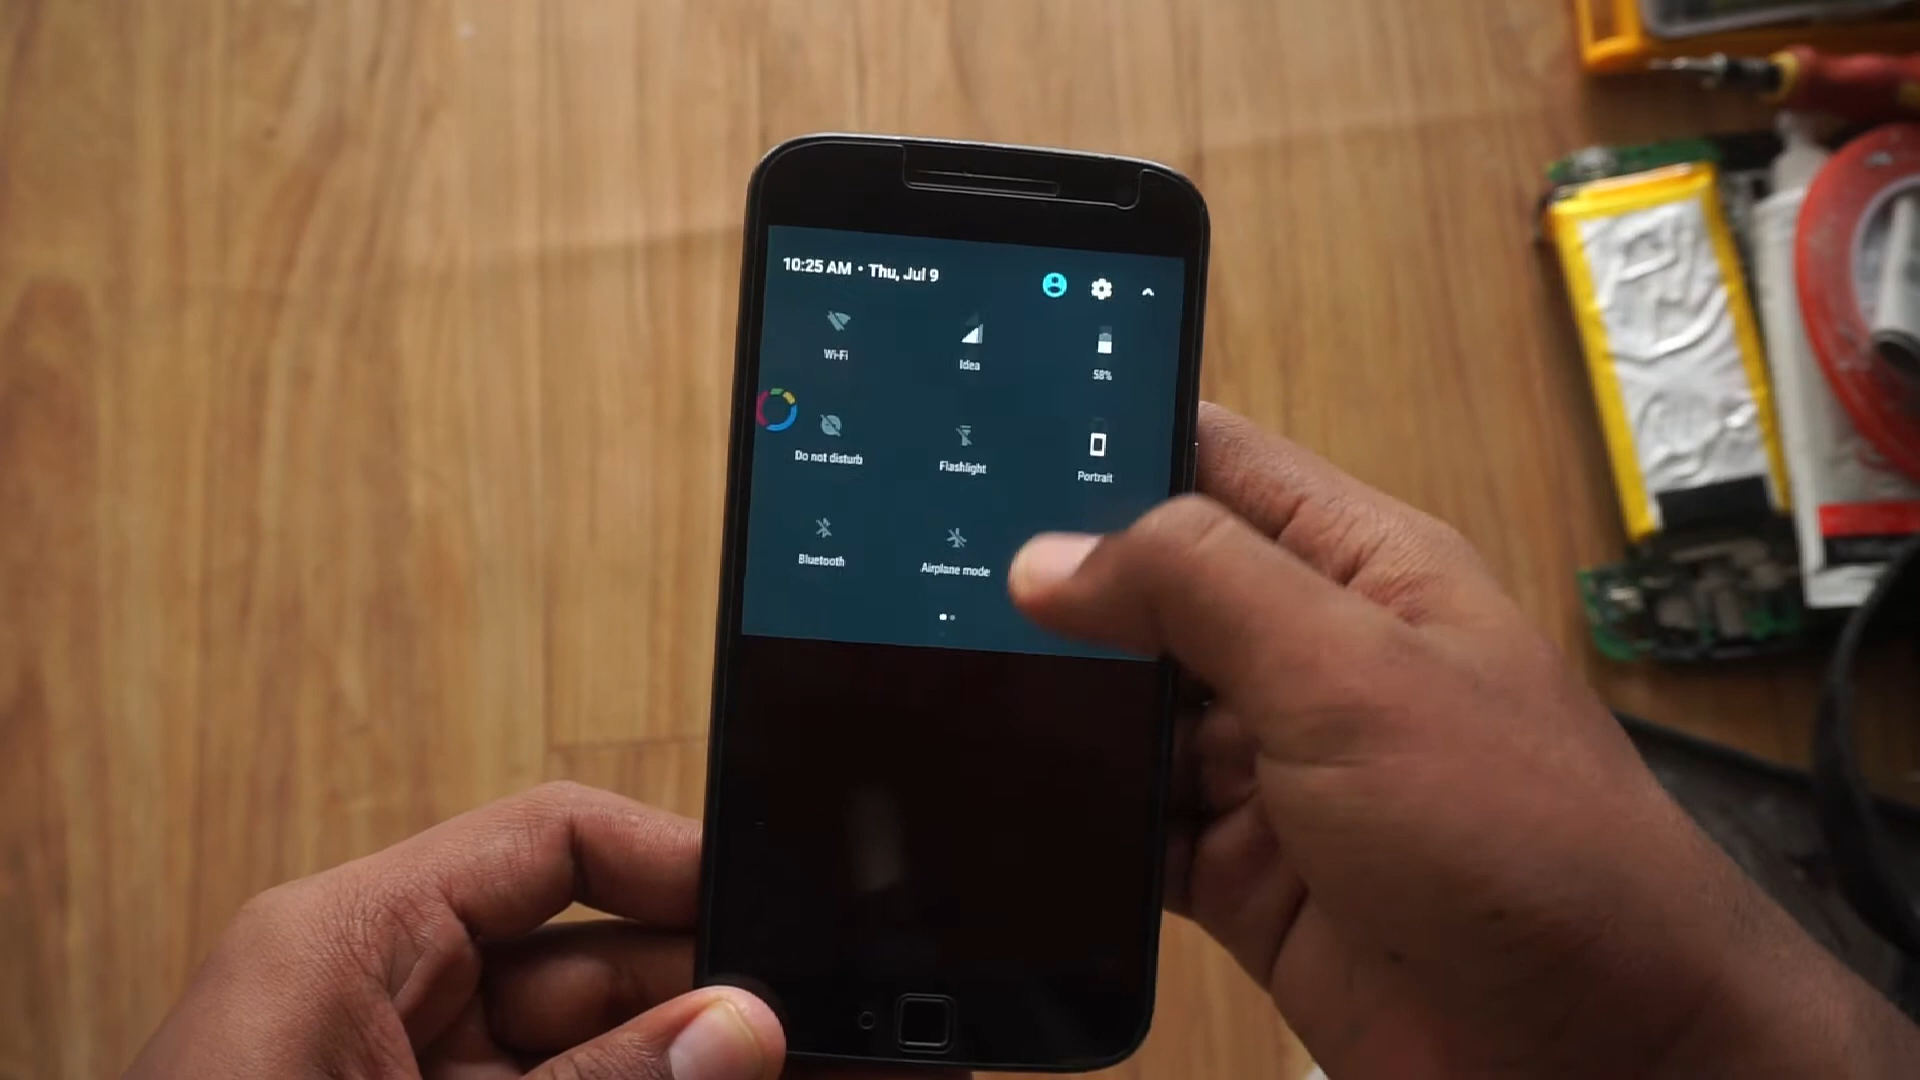 10:25 AM • Thu, Jul 9
Wi-Fi
Idea
58%
Do not disturb
Flashlight
Portrait
Bluetooth
Airplane mode